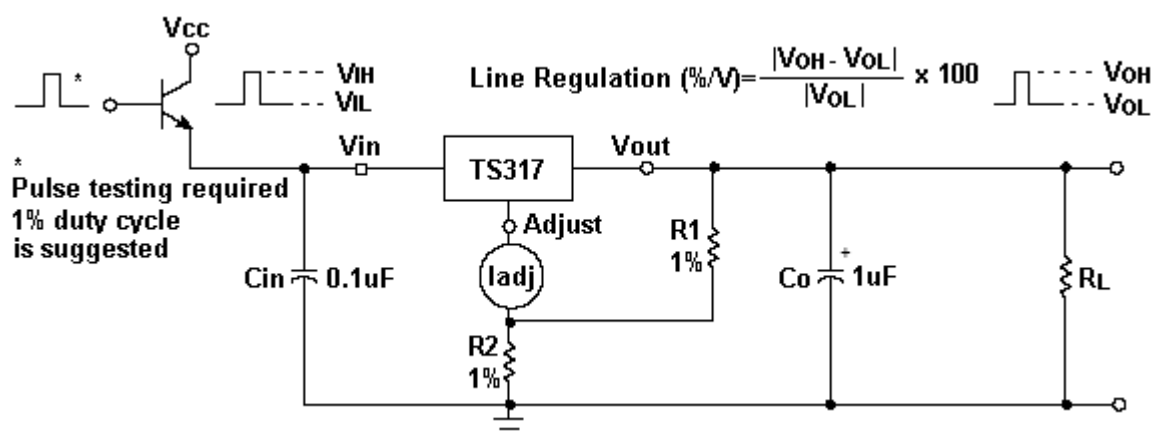 Vcc
*
VIH
VIL
Line Regulation (%/V)= |VOH - VOL| / |VOL| x 100
VOH
VOL
*
Pulse testing required
1% duty cycle
is suggested
Vin
TS317
Vout
Adjust
Iadj
R1
1%
Cin
0.1uF
Co
+
1uF
RL
R2
1%